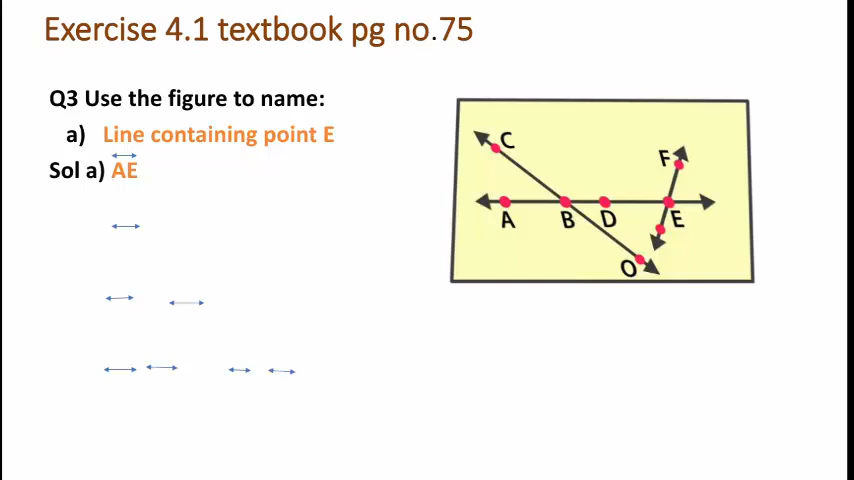 Exercise 4.1 textbook pg no.75
Q3 Use the figure to name:
a) Line containing point E
Sol a) AE
C
F
A B D E
O